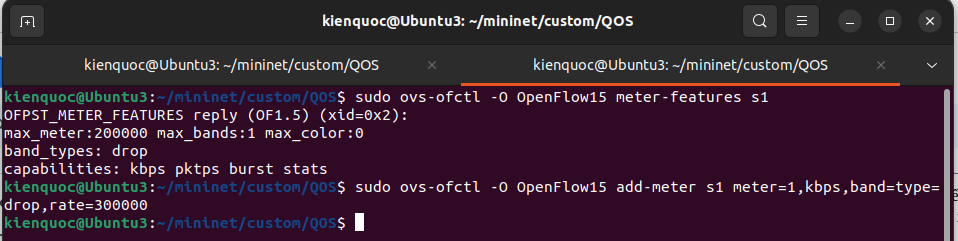 kienquoc@Ubuntu3: ~/mininet/custom/QOS
kienquoc@Ubuntu3: ~/mininet/custom/QOS
kienquoc@Ubuntu3: ~/mininet/custom/QOS
kienquoc@Ubuntu3:~/mininet/custom/QOS$ sudo ovs-ofctl -O OpenFlow15 meter-features s1
OFPST_METER_FEATURES reply (OF1.5) (xid=0x2):
max_meter:200000 max_bands:1 max_color:0
band_types: drop
capabilities: kbps pktps burst stats
kienquoc@Ubuntu3:~/mininet/custom/QOS$ sudo ovs-ofctl -O OpenFlow15 add-meter s1 meter=1,kbps,band=type=
drop,rate=300000
kienquoc@Ubuntu3:~/mininet/custom/QOS$